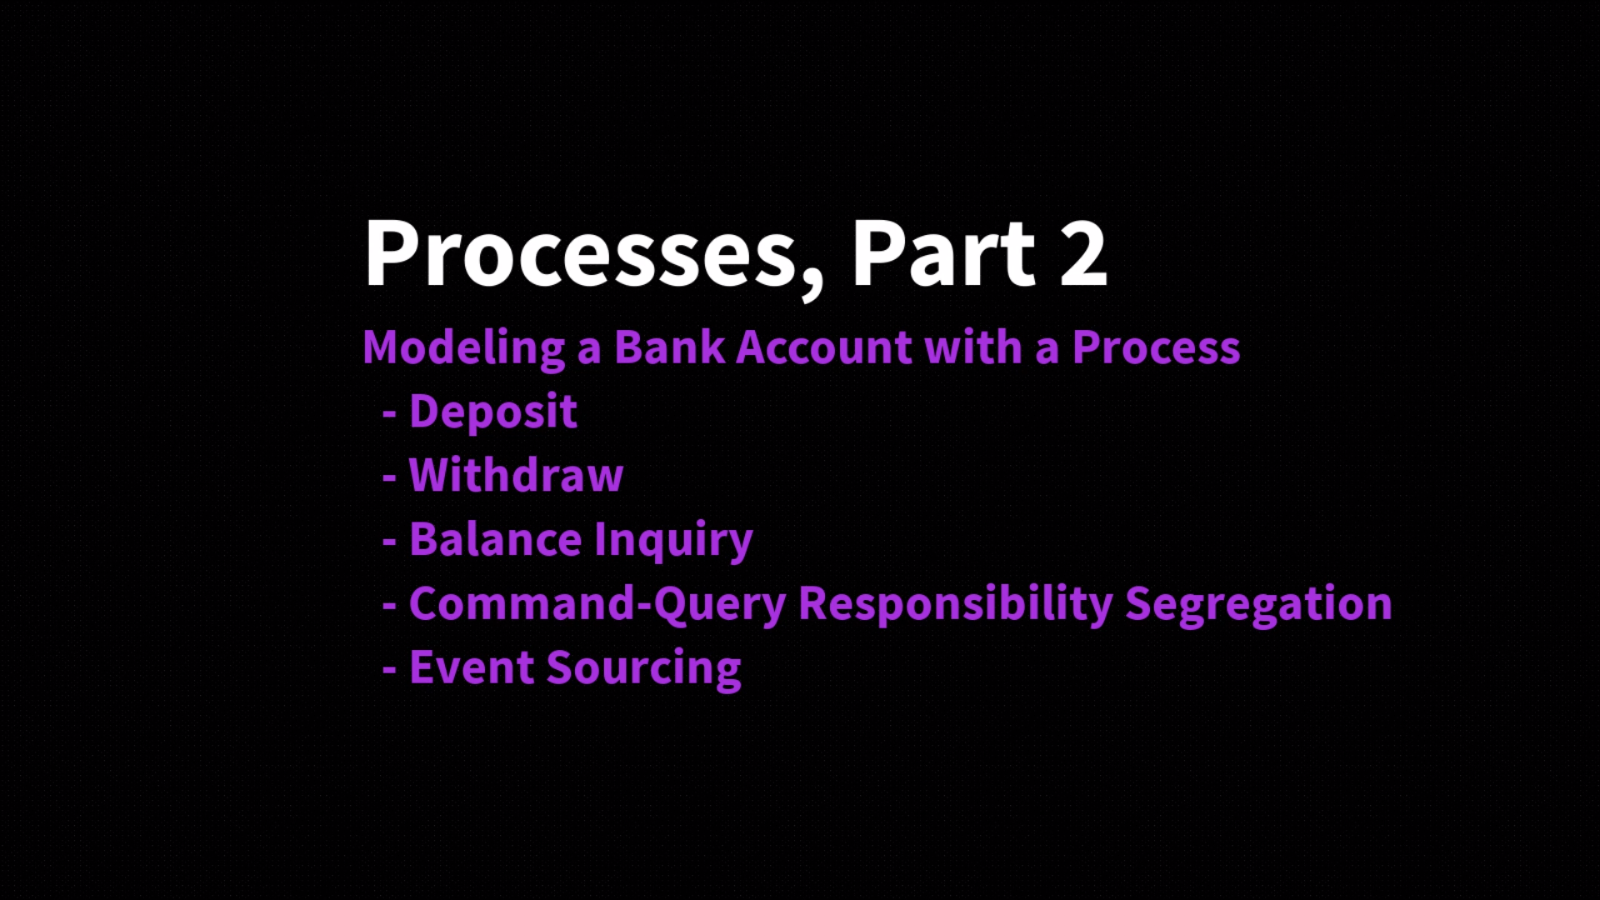 Processes, Part 2
Modeling a Bank Account with a Process
- Deposit
- Withdraw
- Balance Inquiry
- Command-Query Responsibility Segregation
- Event Sourcing